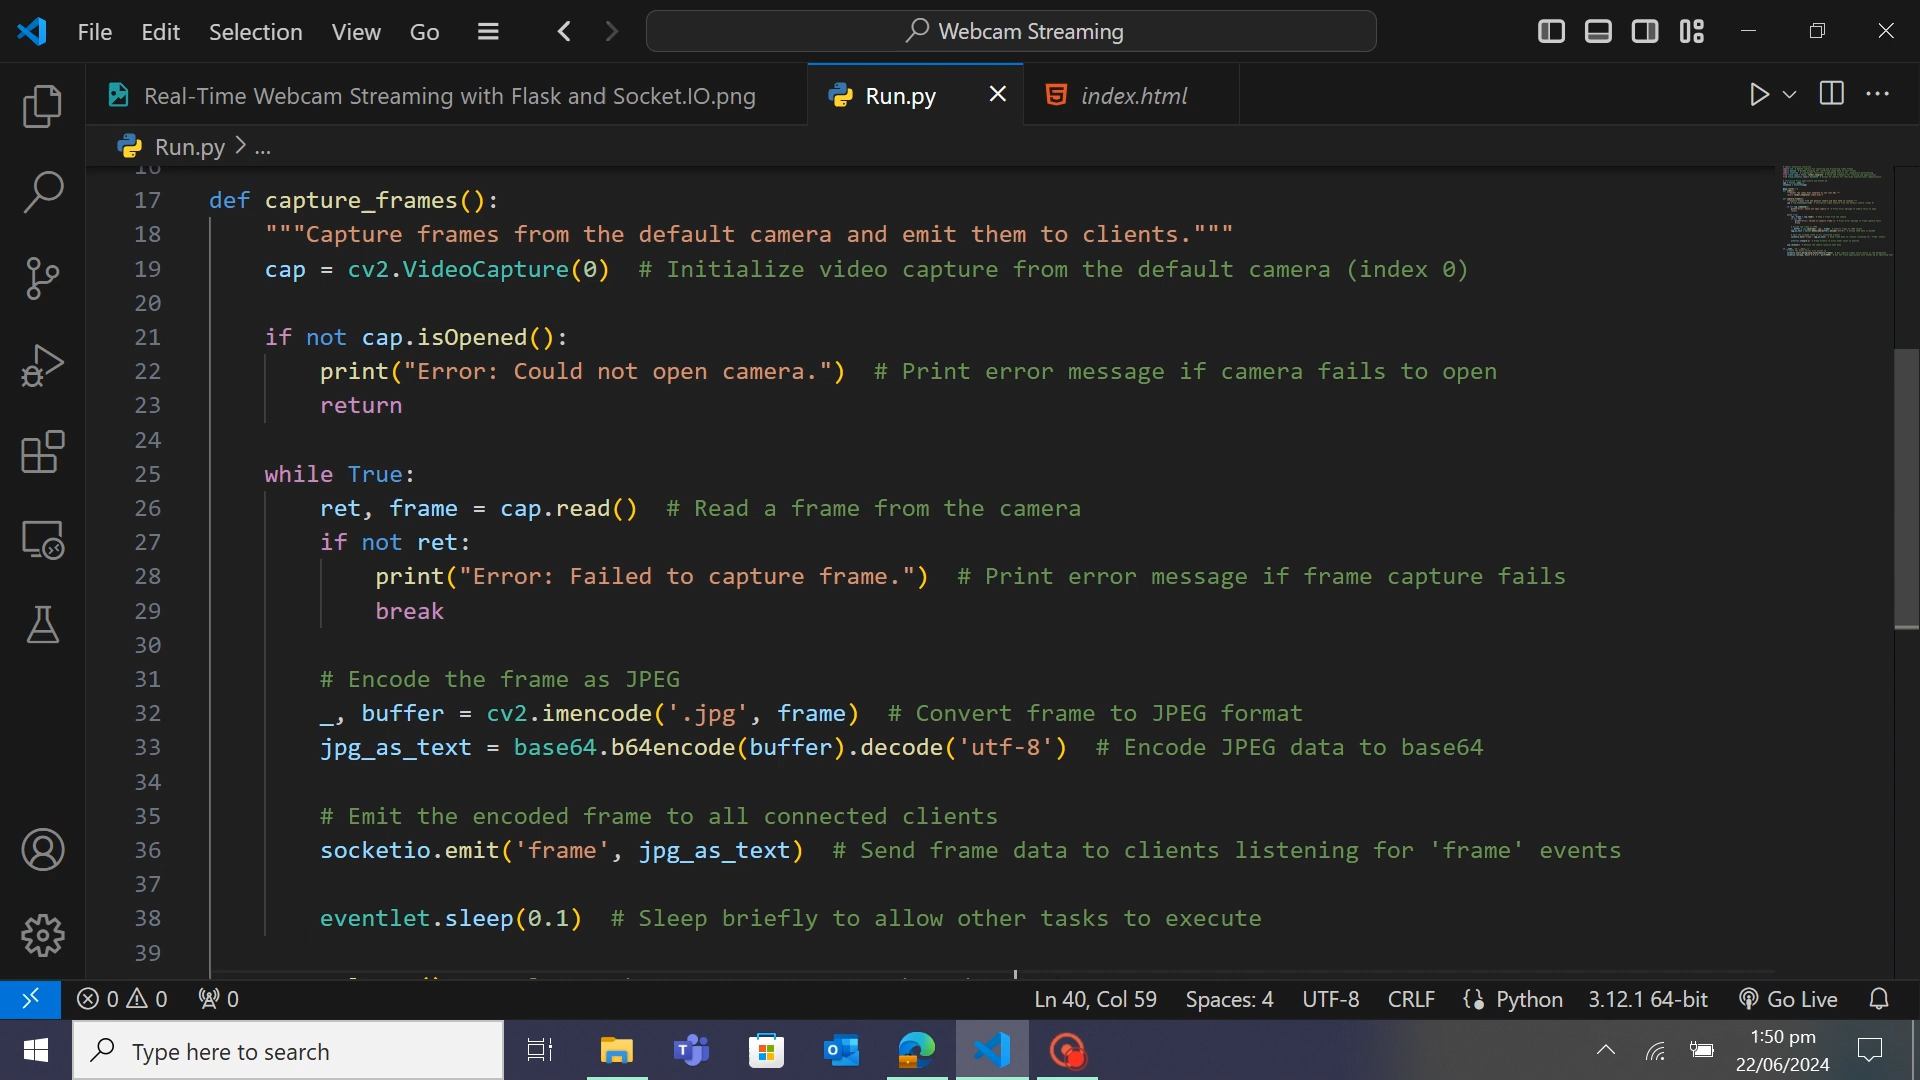 File Edit Selection View Go Webcam Streaming
Real-Time Webcam Streaming with Flask and Socket.IO.png Run.py index.html
Run.py > ...
16
17 def capture_frames():
18 """Capture frames from the default camera and emit them to clients."""
19 cap = cv2.VideoCapture(0) # Initialize video capture from the default camera (index 0)
20
21 if not cap.isOpened():
22 print("Error: Could not open camera.") # Print error message if camera fails to open
23 return
24
25 while True:
26 ret, frame = cap.read() # Read a frame from the camera
27 if not ret:
28 print("Error: Failed to capture frame.") # Print error message if frame capture fails
29 break
30
31 # Encode the frame as JPEG
32 _, buffer = cv2.imencode('.jpg', frame) # Convert frame to JPEG format
33 jpg_as_text = base64.b64encode(buffer).decode('utf-8') # Encode JPEG data to base64
34
35 # Emit the encoded frame to all connected clients
36 socketio.emit('frame', jpg_as_text) # Send frame data to clients listening for 'frame' events
37
38 eventlet.sleep(0.1) # Sleep briefly to allow other tasks to execute
39
0 0 0 Ln 40, Col 59 Spaces: 4 UTF-8 CRLF Python 3.12.1 64-bit Go Live
Type here to search
1:50 pm
22/06/2024